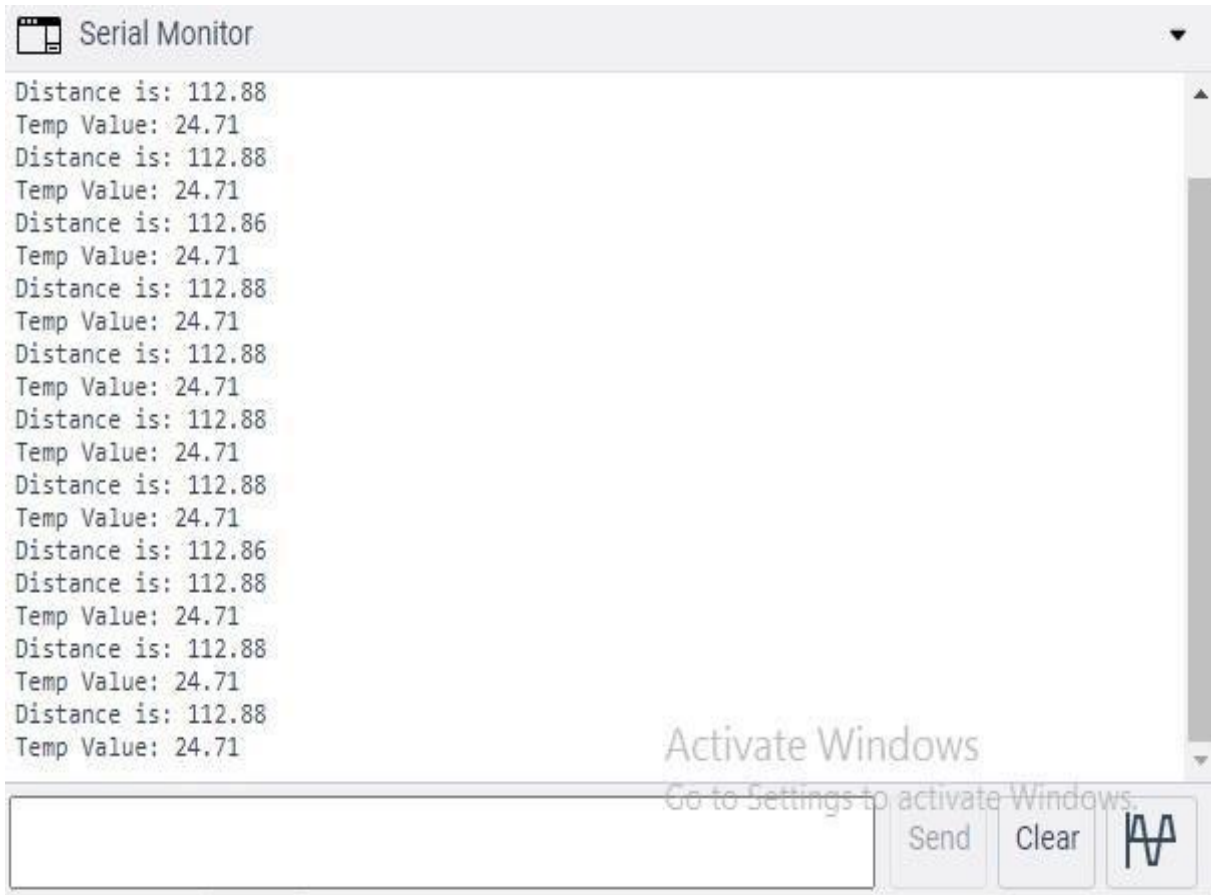 Serial Monitor
Distance is: 112.88
Temp Value: 24.71
Distance is: 112.88
Temp Value: 24.71
Distance is: 112.86
Temp Value: 24.71
Distance is: 112.88
Temp Value: 24.71
Distance is: 112.88
Temp Value: 24.71
Distance is: 112.88
Temp Value: 24.71
Distance is: 112.88
Temp Value: 24.71
Distance is: 112.86
Distance is: 112.88
Temp Value: 24.71
Distance is: 112.88
Temp Value: 24.71
Distance is: 112.88
Temp Value: 24.71
Activate Windows
Go to Settings to activate Windows.
Send
Clear